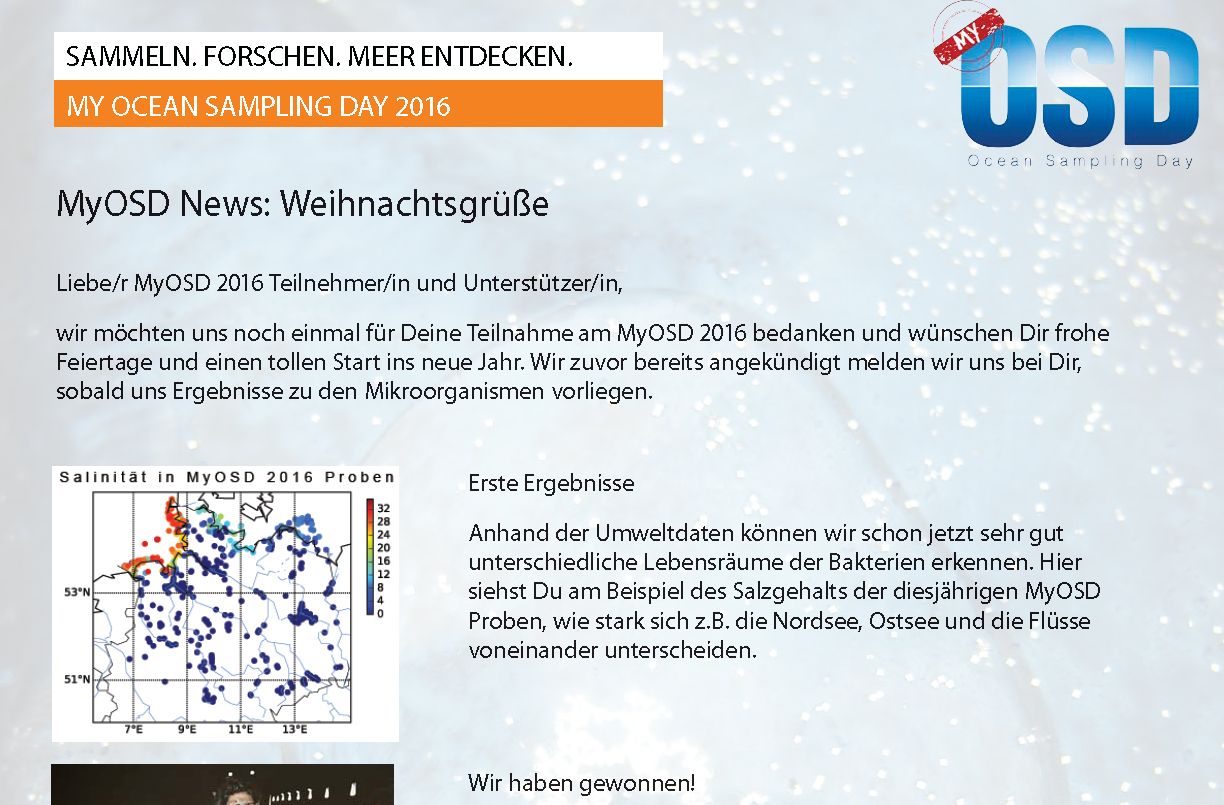 SAMMELN. FORSCHEN. MEER ENTDECKEN.
MY OCEAN SAMPLING DAY 2016
MY
OSD
Ocean Sampling Day
MyOSD News: Weihnachtsgrüße
Liebe/r MyOSD 2016 Teilnehmer/in und Unterstützer/in,
wir möchten uns noch einmal für Deine Teilnahme am MyOSD 2016 bedanken und wünschen Dir frohe
Feiertage und einen tollen Start ins neue Jahr. Wir zuvor bereits angekündigt melden wir uns bei Dir,
sobald uns Ergebnisse zu den Mikroorganismen vorliegen.
Salinität in MyOSD 2016 Proben
32
28
24
20
16
12
8
4
0
53°N
51°N
7°E 9°E 11°E 13°E
Erste Ergebnisse
Anhand der Umweltdaten können wir schon jetzt sehr gut
unterschiedliche Lebensräume der Bakterien erkennen. Hier
siehst Du am Beispiel des Salzgehalts der diesjährigen MyOSD
Proben, wie stark sich z.B. die Nordsee, Ostsee und die Flüsse
voneinander unterscheiden.
Wir haben gewonnen!